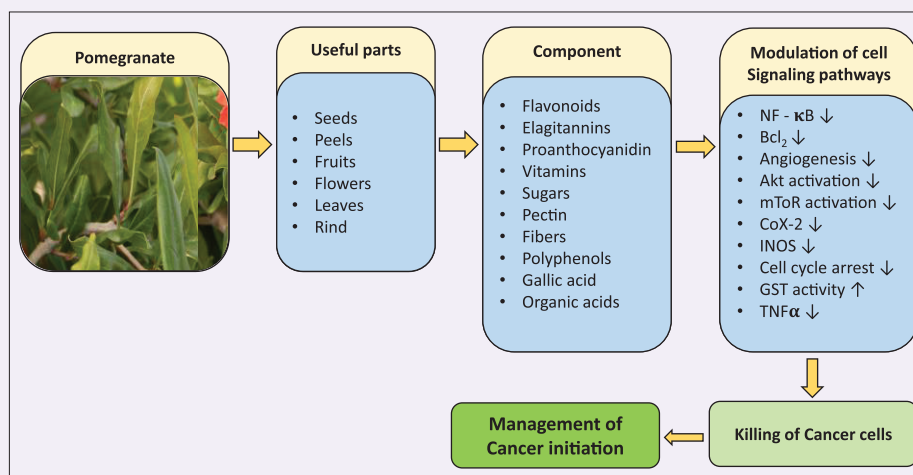 Pomegranate
Useful parts
• Seeds
• Peels
• Fruits
• Flowers
• Leaves
• Rind
Component
• Flavonoids
• Elagitannins
• Proanthocyanidin
• Vitamins
• Sugars
• Pectin
• Fibers
• Polyphenols
• Gallic acid
• Organic acids
Modulation of cell
Signaling pathways
• NF - κB ↓
• Bcl₂ ↓
• Angiogenesis ↓
• Akt activation ↓
• mToR activation ↓
• CoX-2 ↓
• INOS ↓
• Cell cycle arrest ↓
• GST activity ↑
• TNFα ↓
Killing of Cancer cells
Management of
Cancer initiation